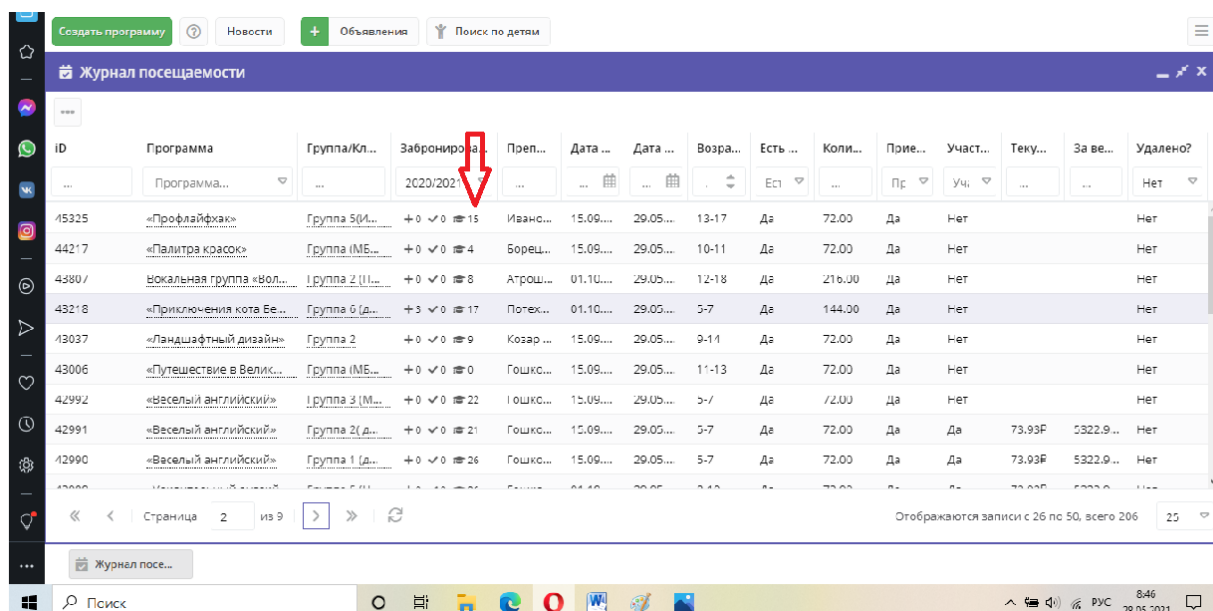 Создать программу ? Новости + Объявления Поиск по детям
Журнал посещаемости
iD Программа Группа/Кл... Забронирова... Преп... Дата ... Дата ... Возра... Есть ... Коли... Прие... Участ... Теку... За ве... Удалено?
... Программа... ... 2020/2021 ... ... ... . Ест ... Пр Уча ... ... Нет
45325 «Профлайфхак» Группа 5(И... +0 ✓0 15 Ивано... 15.09.... 29.05.... 13-17 Да 72.00 Да Нет Нет
44217 «Палитра красок» Группа (МБ... +0 ✓0 4 Борец... 15.09.... 29.05.... 10-11 Да 72.00 Да Нет Нет
43807 Вокальная группа «Вол... Группа 2 (П... +0 ✓0 8 Атрош... 01.10.... 29.05.... 12-18 Да 216.00 Да Нет Нет
43218 «Приключения кота Бе... Группа 6 (д... +3 ✓0 17 Потех... 01.10.... 29.05.... 5-7 Да 144.00 Да Нет Нет
43037 «Ландшафтный дизайн» Группа 2 +0 ✓0 9 Козар ... 15.09.... 29.05.... 9-14 Да 72.00 Да Нет Нет
43006 «Путешествие в Велик... Группа (МБ... +0 ✓0 0 Гошко... 15.09.... 29.05.... 11-13 Да 72.00 Да Нет Нет
42992 «Веселый английский» Группа 3 (М... +0 ✓0 22 Гошко... 15.09.... 29.05.... 5-7 Да 72.00 Да Нет Нет
42991 «Веселый английский» Группа 2( д... +0 ✓0 21 Гошко... 15.09.... 29.05.... 5-7 Да 72.00 Да Да 73.93₽ 5322.9... Нет
42990 «Веселый английский» Группа 1 (д... +0 ✓0 26 Гошко... 15.09.... 29.05.... 5-7 Да 72.00 Да Да 73.93₽ 5322.9... Нет
Страница 2 из 9 Отображаются записи с 26 по 50, всего 206 25
Журнал посе...
Поиск РУС 8:46
29.05.2021